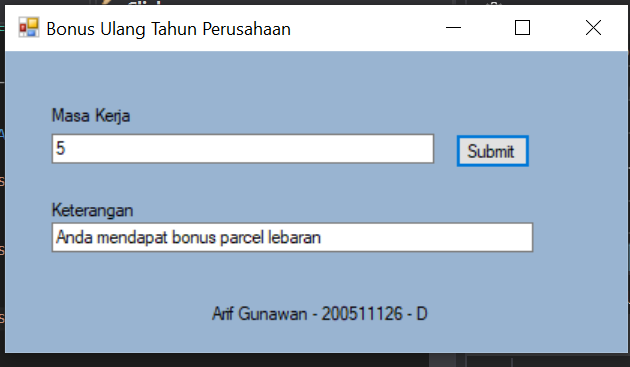 Bonus Ulang Tahun Perusahaan
Masa Kerja
5
Submit
Keterangan
Anda mendapat bonus parcel lebaran
Arif Gunawan - 200511126 - D